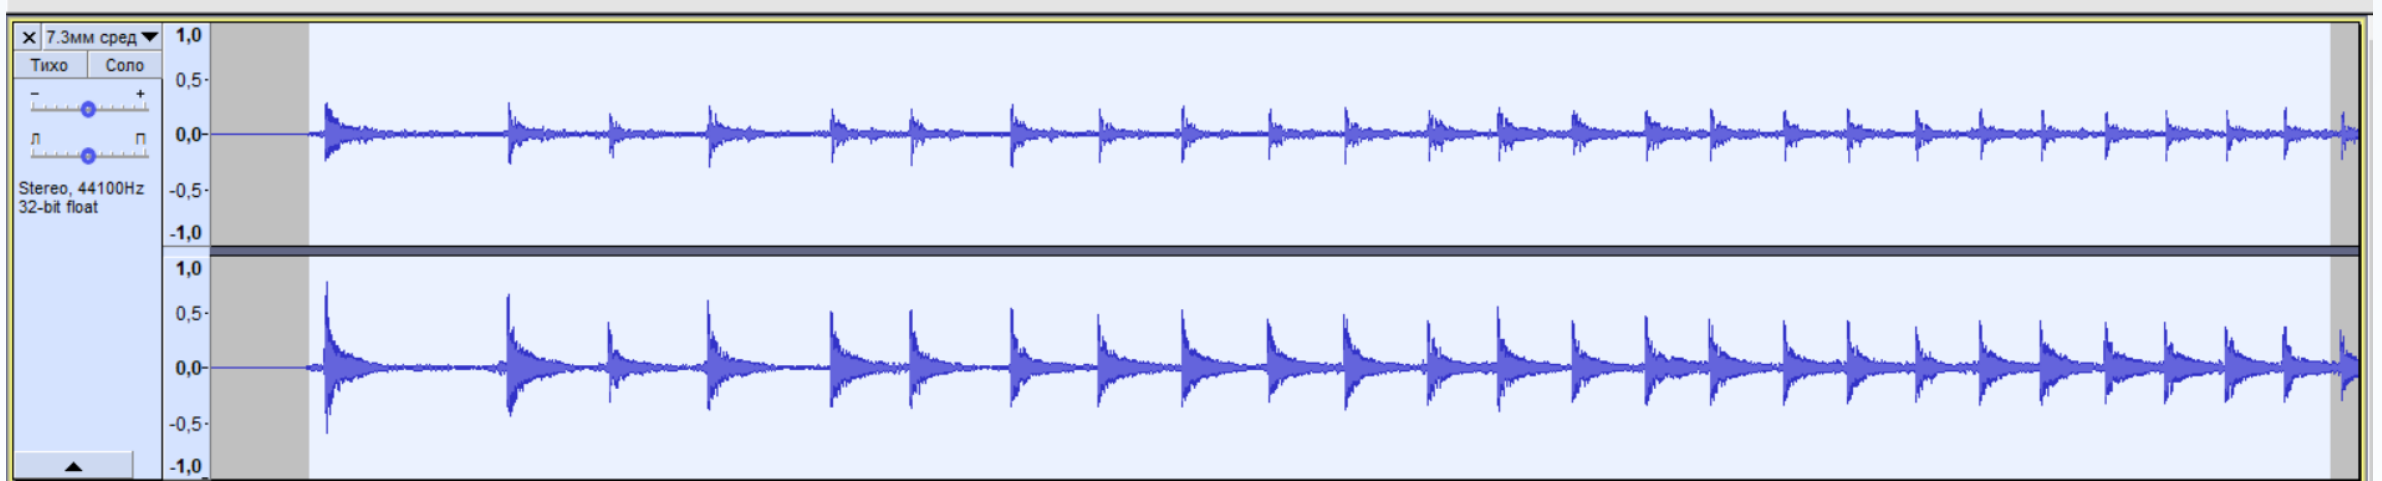 × 7.3мм сред ▼
Тихо Соло
- +
Л П
Stereo, 44100Hz
32-bit float
1,0
0,5
0,0
-0,5
-1,0
1,0
0,5
0,0
-0,5
-1,0